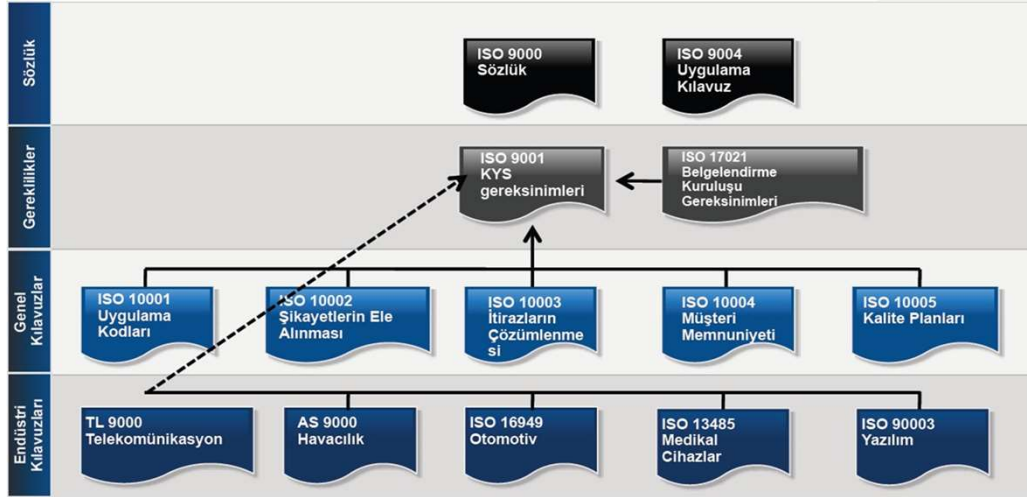 Sözlük
ISO 9000
Sözlük
ISO 9004
Uygulama
Kılavuz
Gereklilikler
ISO 9001
KYS
gereksinimleri
ISO 17021
Belgelendirme
Kuruluşu
Gereksinimleri
Genel
Kılavuzlar
ISO 10001
Uygulama
Kodları
ISO 10002
Şikayetlerin Ele
Alınması
ISO 10003
İtirazların
Çözümlenme
si
ISO 10004
Müşteri
Memnuniyeti
ISO 10005
Kalite Planları
Endüstri
Kılavuzları
TL 9000
Telekomünikasyon
AS 9000
Havacılık
ISO 16949
Otomotiv
ISO 13485
Medikal
Cihazlar
ISO 90003
Yazılım